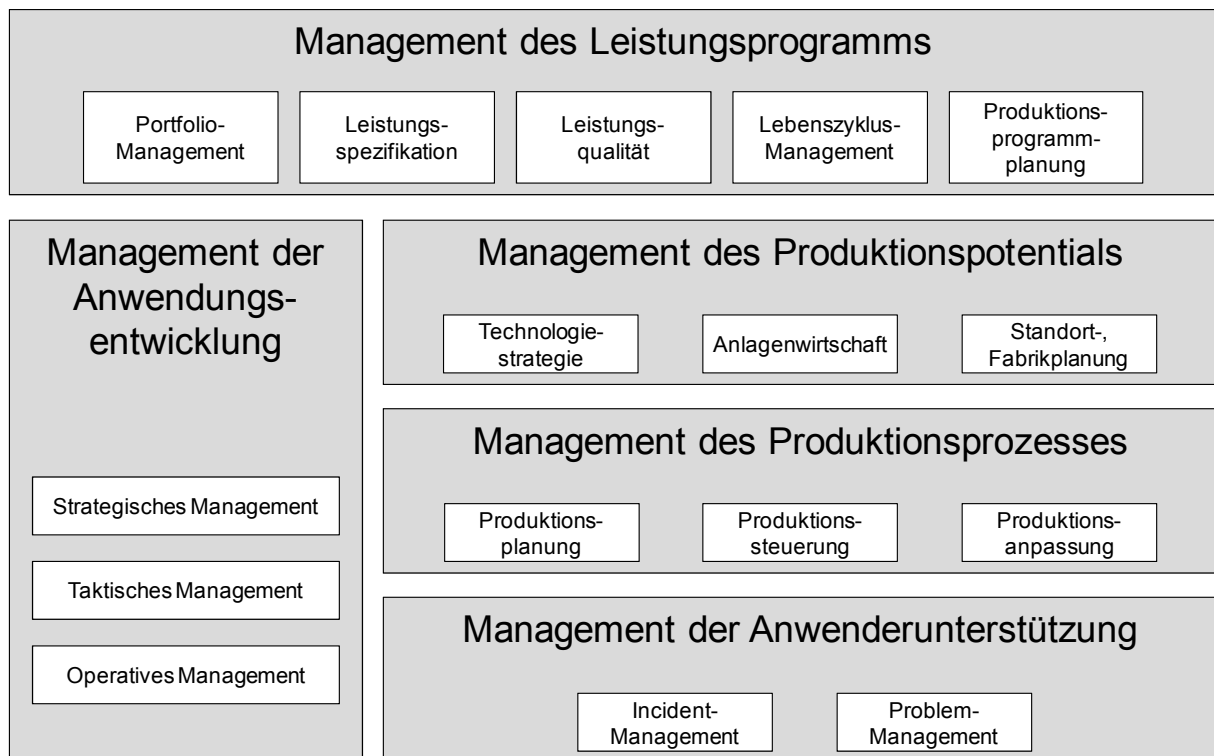 Management des Leistungsprogramms
Portfolio-
Management
Leistungs-
spezifikation
Leistungs-
qualität
Lebenszyklus-
Management
Produktions-
programm-
planung
Management der
Anwendungs-
entwicklung
Strategisches Management
Taktisches Management
Operatives Management
Management des Produktionspotentials
Technologie-
strategie
Anlagenwirtschaft
Standort-,
Fabrikplanung
Management des Produktionsprozesses
Produktions-
planung
Produktions-
steuerung
Produktions-
anpassung
Management der Anwenderunterstützung
Incident-
Management
Problem-
Management